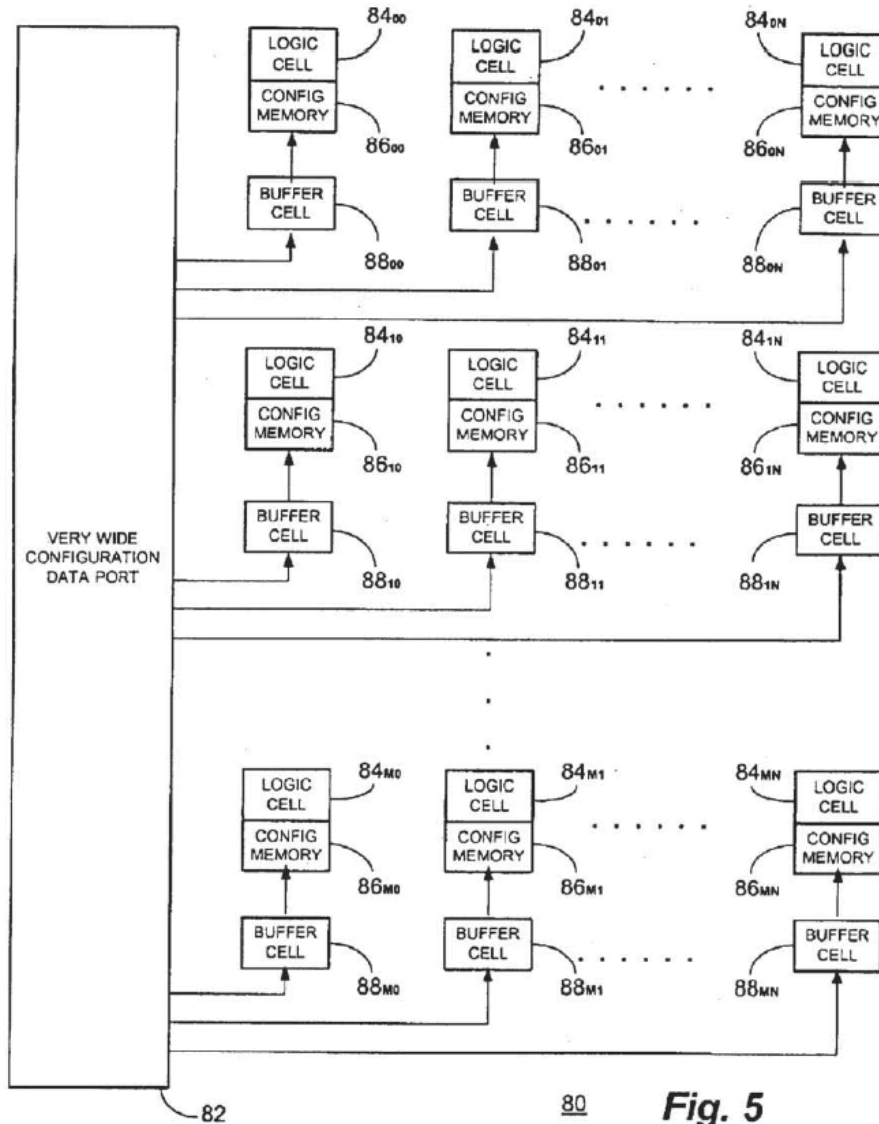 84₀₀ 84₀₁ 84₀N
LOGIC CELL LOGIC CELL LOGIC CELL
CONFIG MEMORY CONFIG MEMORY CONFIG MEMORY
86₀₀ 86₀₁ 86₀N
BUFFER CELL BUFFER CELL BUFFER CELL
88₀₀ 88₀₁ 88₀N
84₁₀ 84₁₁ 84₁N
LOGIC CELL LOGIC CELL LOGIC CELL
CONFIG MEMORY CONFIG MEMORY CONFIG MEMORY
86₁₀ 86₁₁ 86₁N
VERY WIDE
CONFIGURATION
DATA PORT
BUFFER CELL BUFFER CELL BUFFER CELL
88₁₀ 88₁₁ 88₁N
84M0 84M1 84MN
LOGIC CELL LOGIC CELL LOGIC CELL
CONFIG MEMORY CONFIG MEMORY CONFIG MEMORY
86M0 86M1 86MN
BUFFER CELL BUFFER CELL BUFFER CELL
88M0 88M1 88MN
82 80 Fig. 5